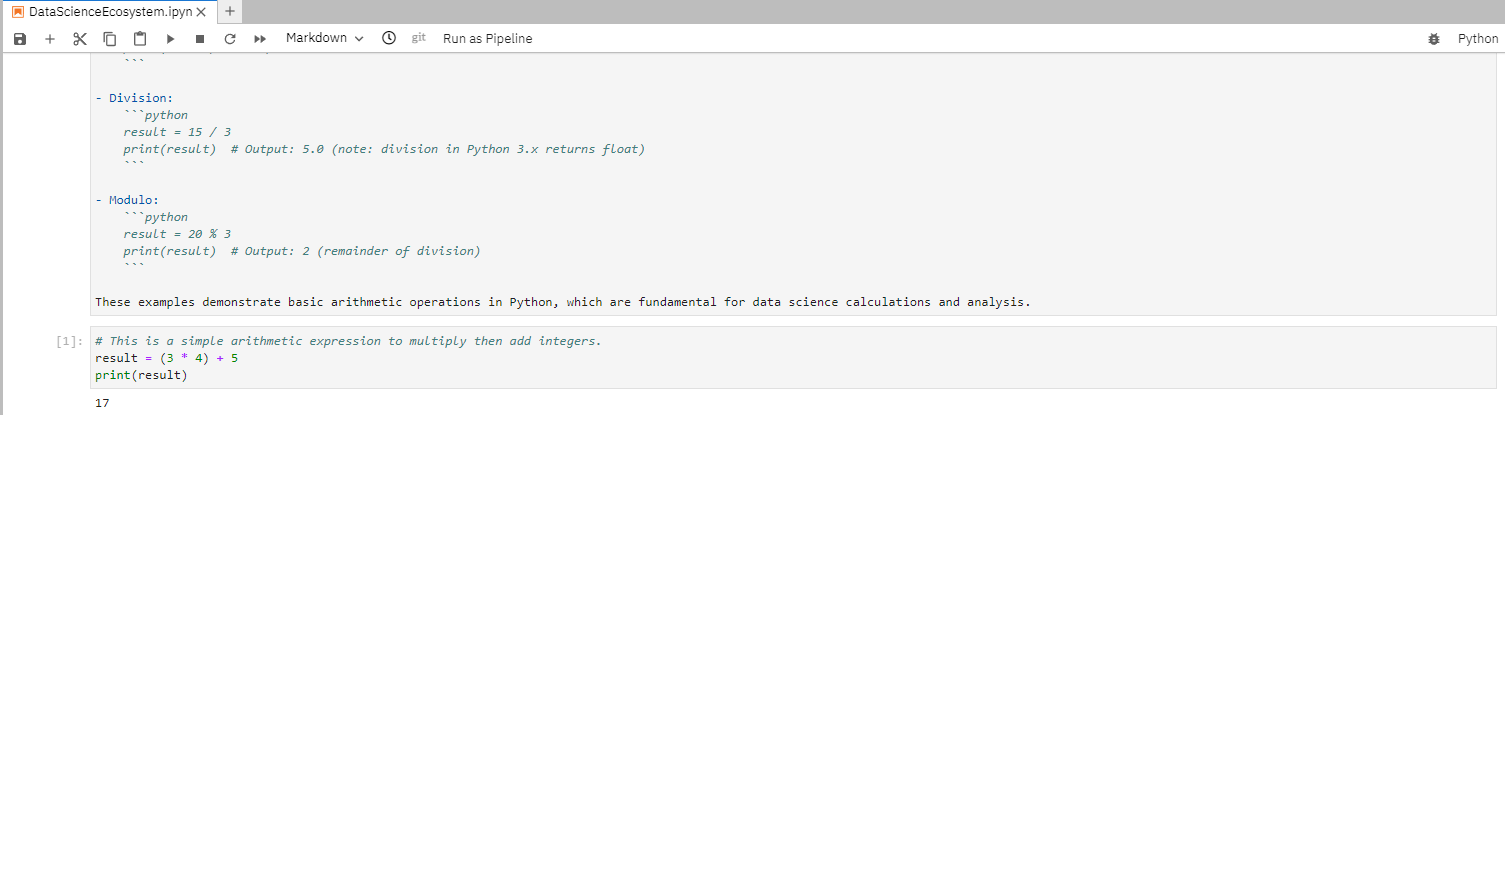 DataScienceEcosystem.ipyn
Markdown
git
Run as Pipeline
Python
```
- Division:
```python
result = 15 / 3
print(result)  # Output: 5.0 (note: division in Python 3.x returns float)
```
- Modulo:
```python
result = 20 % 3
print(result)  # Output: 2 (remainder of division)
```
These examples demonstrate basic arithmetic operations in Python, which are fundamental for data science calculations and analysis.
[1]: # This is a simple arithmetic expression to multiply then add integers.
result = (3 * 4) + 5
print(result)
17